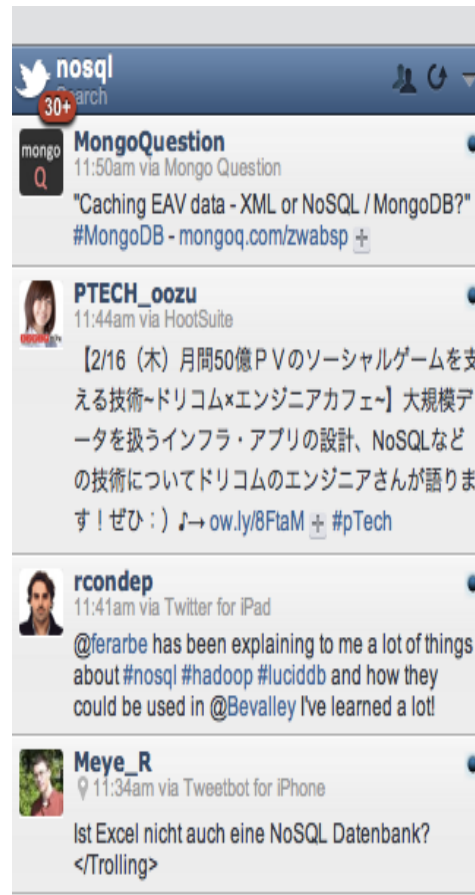 nosql
Search
30+
mongo
Q
MongoQuestion
11:50am via Mongo Question
"Caching EAV data - XML or NoSQL / MongoDB?"
#MongoDB - mongoq.com/zwabsp
PTECH_oozu
11:44am via HootSuite
【2/16（木）月間50億ＰＶのソーシャルゲームを支
える技術~ドリコム×エンジニアカフェ~】大規模デ
ータを扱うインフラ・アプリの設計、NoSQLなど
の技術についてドリコムのエンジニアさんが語りま
す！ぜひ：）♪→ ow.ly/8FtaM #pTech
rcondep
11:41am via Twitter for iPad
@ferarbe has been explaining to me a lot of things
about #nosql #hadoop #luciddb and how they
could be used in @Bevalley I've learned a lot!
Meye_R
11:34am via Tweetbot for iPhone
Ist Excel nicht auch eine NoSQL Datenbank?
</Trolling>